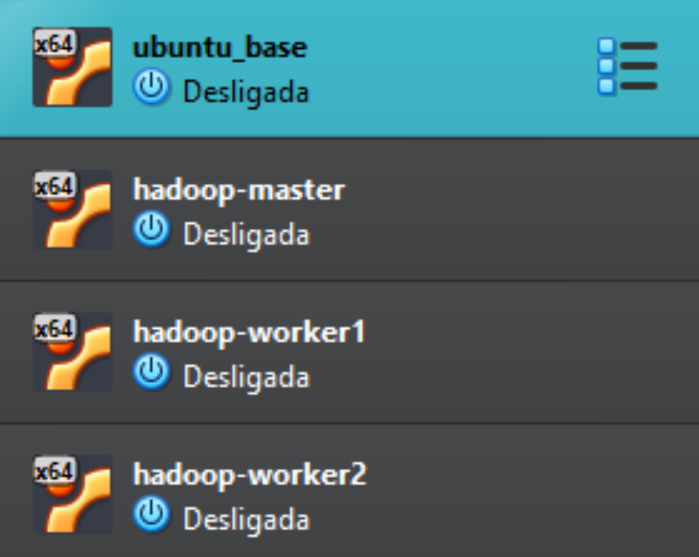 x64 ubuntu_base
Desligada
x64 hadoop-master
Desligada
x64 hadoop-worker1
Desligada
x64 hadoop-worker2
Desligada